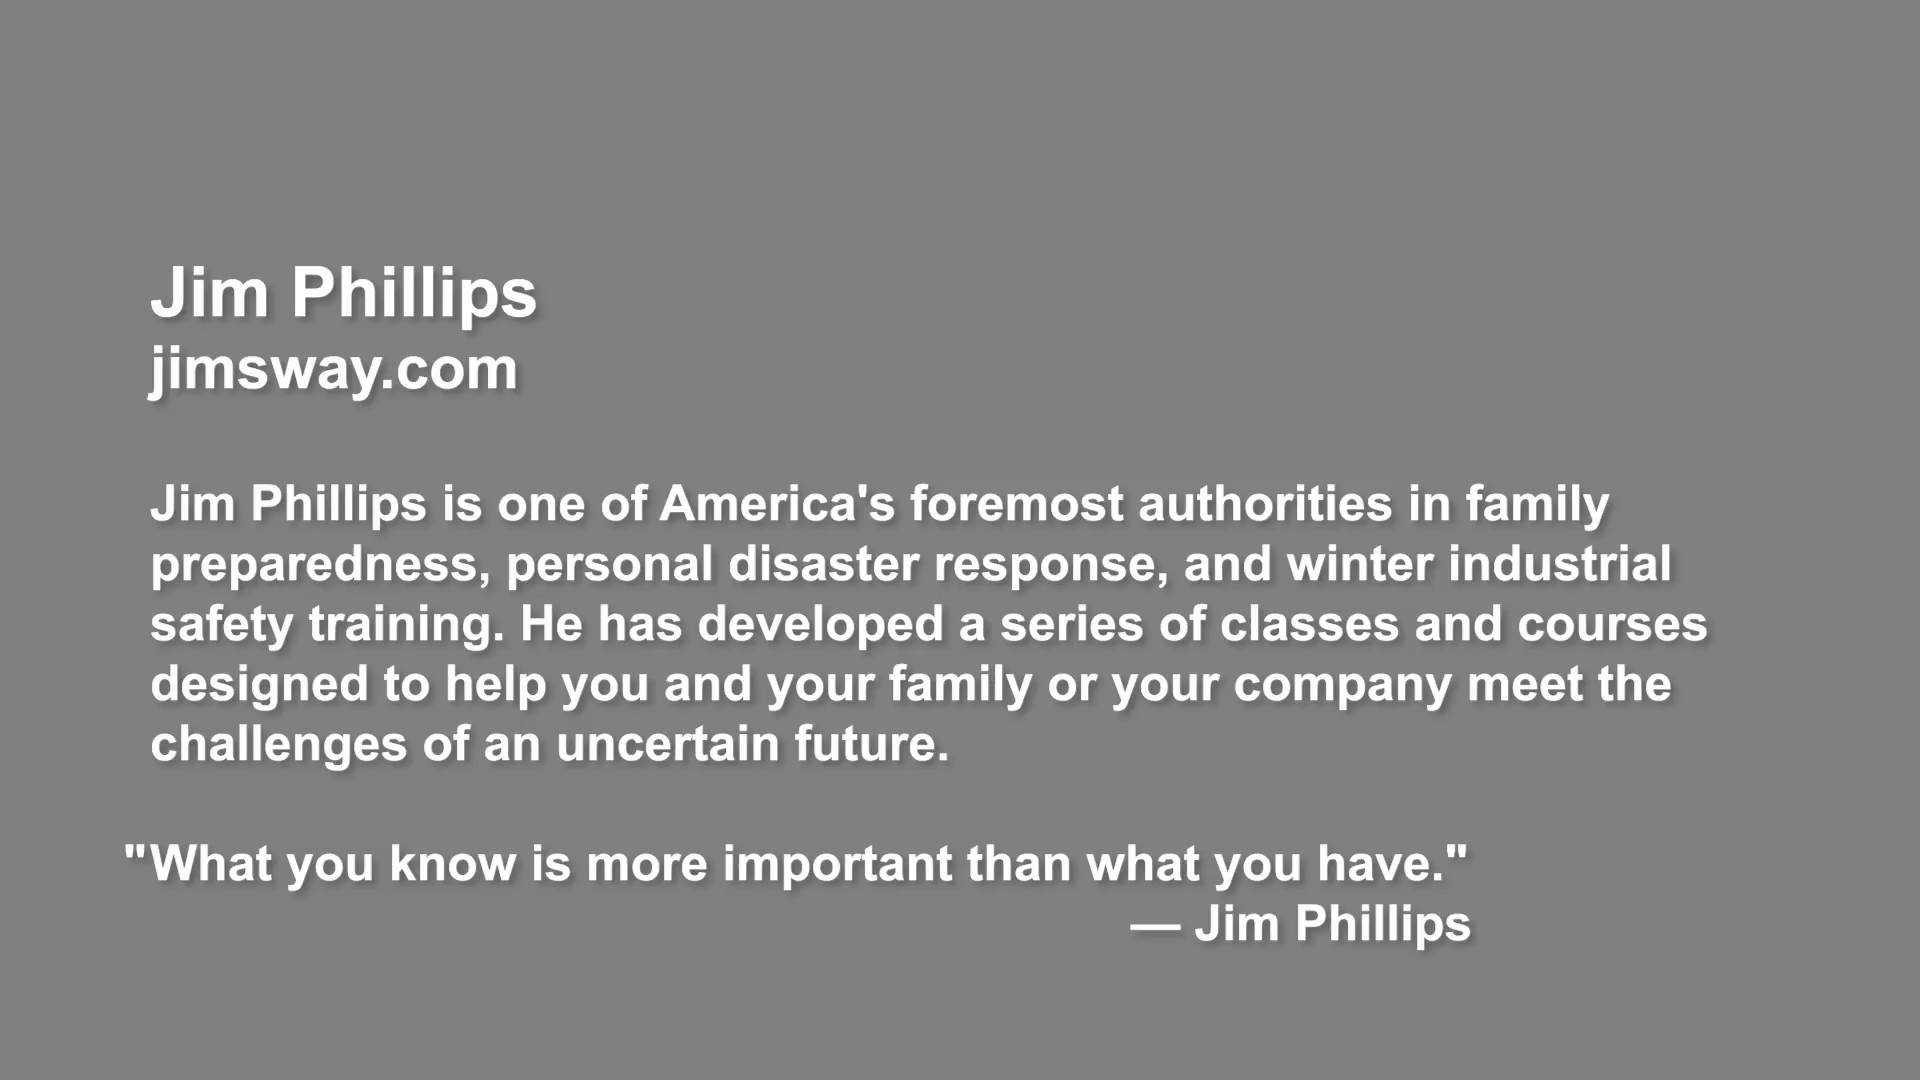 Jim Phillips
jimsway.com
Jim Phillips is one of America's foremost authorities in family
preparedness, personal disaster response, and winter industrial
safety training. He has developed a series of classes and courses
designed to help you and your family or your company meet the
challenges of an uncertain future.
"What you know is more important than what you have."
— Jim Phillips